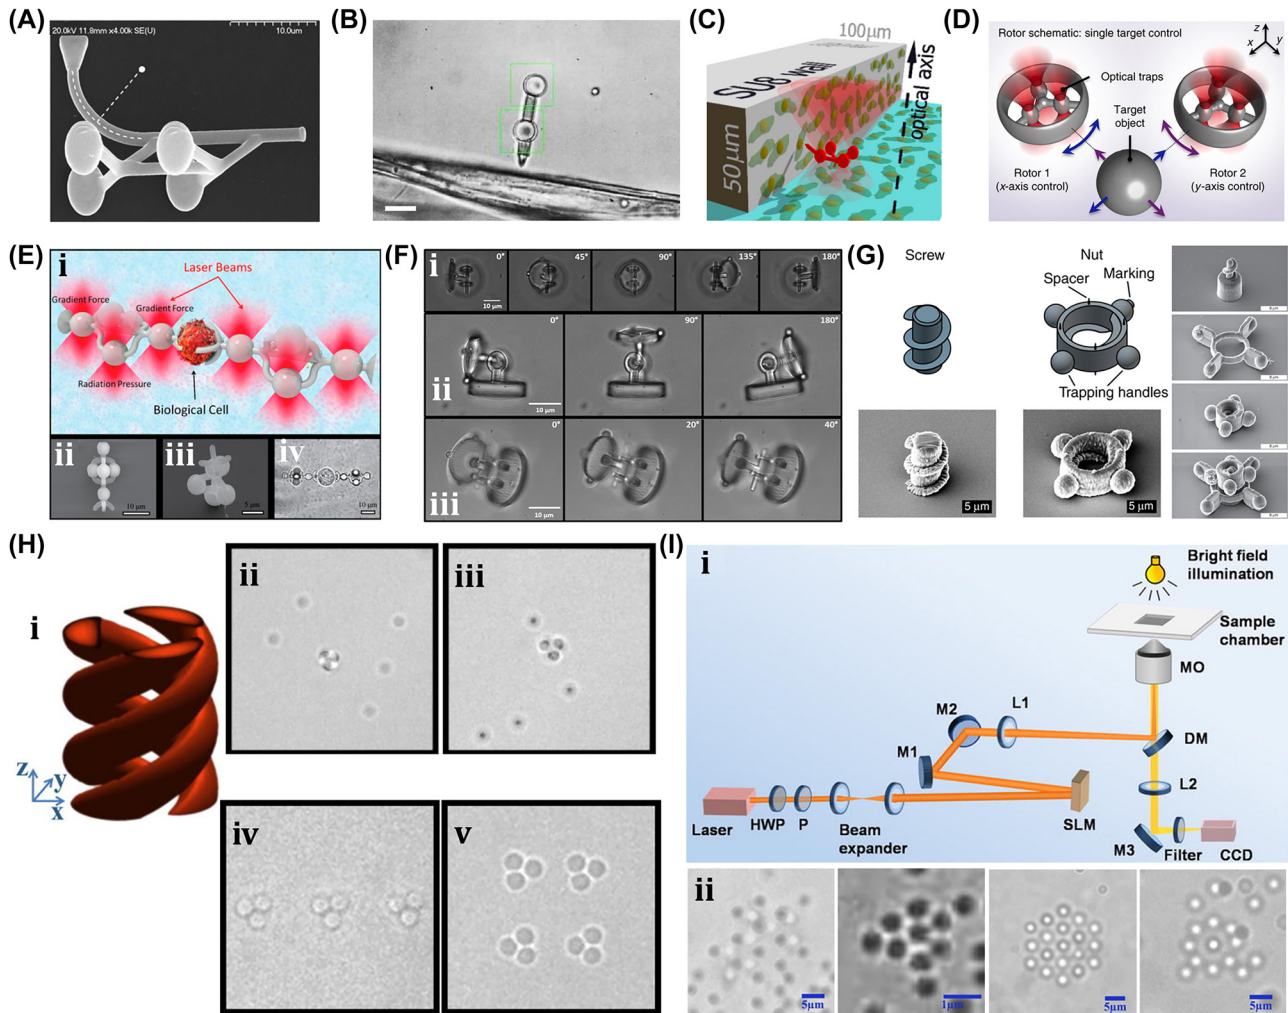 (A)
20.0kV 11.8mm x4.00k SE(U)
10.0um
(B)
(C)
100µm
SU8 wall
50µm
optical axis
(D)
Rotor schematic: single target control
z
x
y
Optical traps
Target
object
Rotor 1
(x-axis control)
Rotor 2
(y-axis control)
(E)
i
Laser Beams
Gradient Force
Gradient Force
Radiation Pressure
Biological Cell
ii
10 µm
iii
5 µm
iv
10 µm
(F)
i
0°
45°
90°
135°
180°
10 µm
ii
0°
90°
180°
10 µm
iii
0°
20°
40°
10 µm
(G)
Screw
Nut
Spacer
Marking
Trapping handles
5 µm
5 µm
(H)
i
z
y
x
ii
iii
iv
v
(I)
i
Bright field
illumination
Sample
chamber
MO
M2
L1
M1
DM
L2
Laser
HWP
P
Beam
expander
SLM
M3
Filter
CCD
ii
5µm
1µm
5µm
5µm